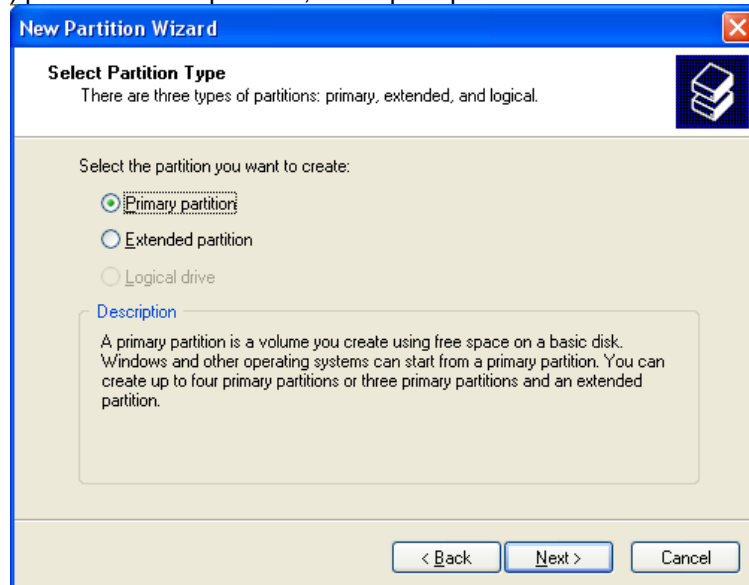 New Partition Wizard
Select Partition Type
There are three types of partitions: primary, extended, and logical.
Select the partition you want to create:
Primary partition
Extended partition
Logical drive
Description
A primary partition is a volume you create using free space on a basic disk.
Windows and other operating systems can start from a primary partition. You can
create up to four primary partitions or three primary partitions and an extended
partition.
< Back Next > Cancel